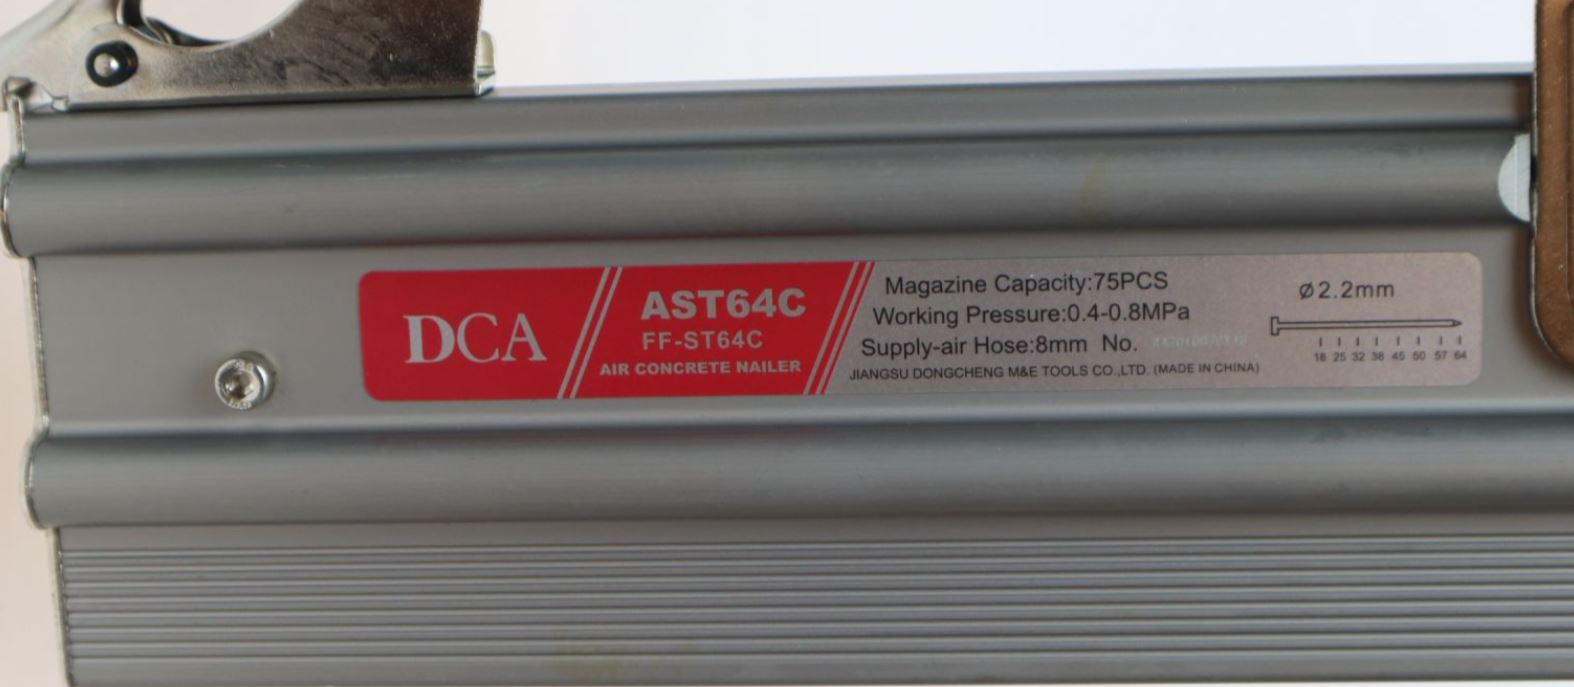 DCA
AST64C
FF-ST64C
AIR CONCRETE NAILER
Magazine Capacity:75PCS
Working Pressure:0.4-0.8MPa
Supply-air Hose:8mm No.
JIANGSU DONGCHENG M&E TOOLS CO.,LTD. (MADE IN CHINA)
Ø2.2mm
18 25 32 38 45 50 57 64